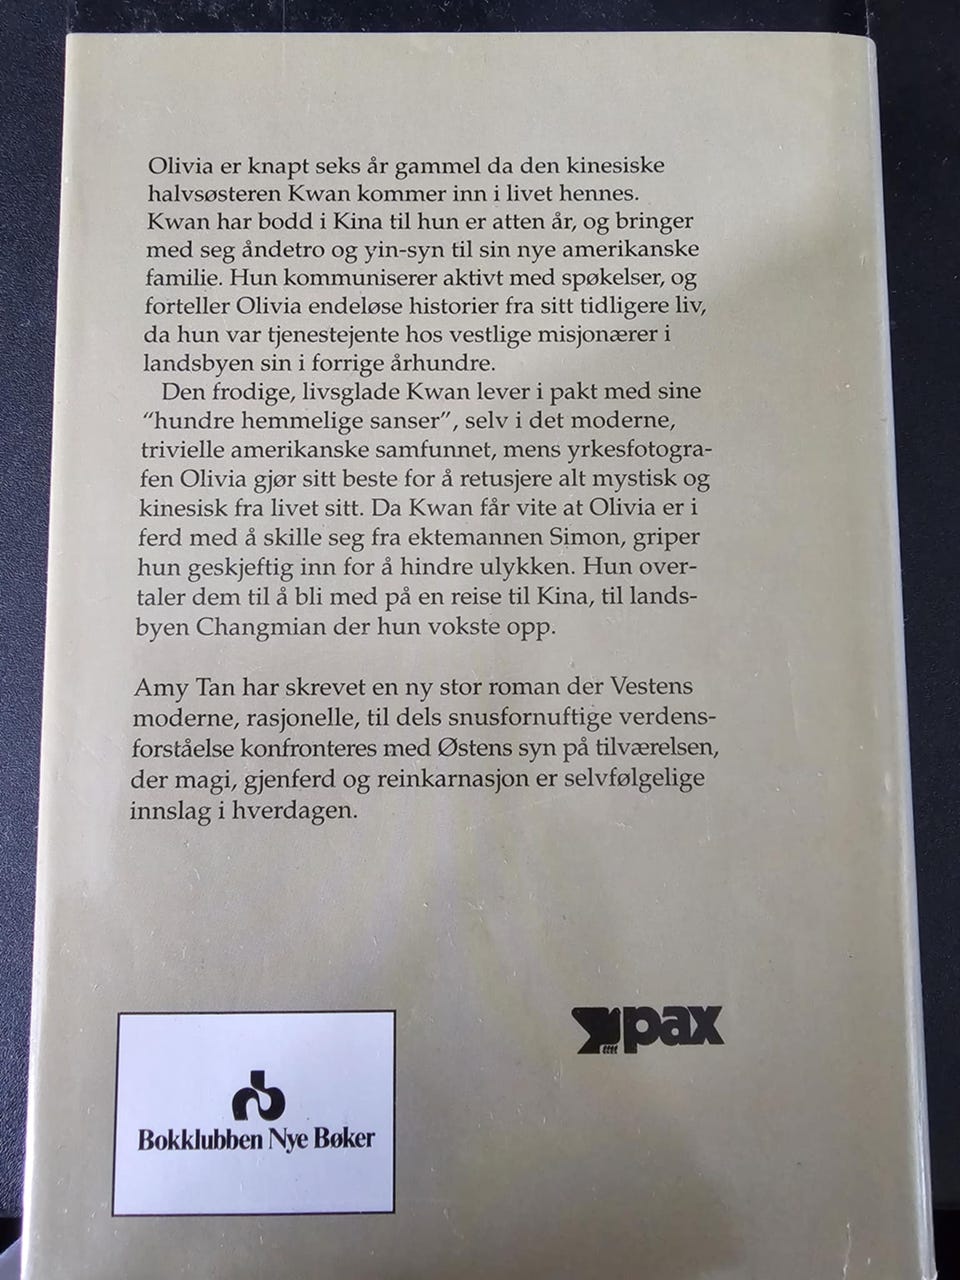 Olivia er knapt seks år gammel da den kinesiske
halvsøsteren Kwan kommer inn i livet hennes.
Kwan har bodd i Kina til hun er atten år, og bringer
med seg åndetro og yin-syn til sin nye amerikanske
familie. Hun kommuniserer aktivt med spøkelser, og
forteller Olivia endeløse historier fra sitt tidligere liv,
da hun var tjenestejente hos vestlige misjonærer i
landsbyen sin i forrige århundre.
Den frodige, livsglade Kwan lever i pakt med sine
“hundre hemmelige sanser”, selv i det moderne,
trivielle amerikanske samfunnet, mens yrkesfotogra-
fen Olivia gjør sitt beste for å retusjere alt mystisk og
kinesisk fra livet sitt. Da Kwan får vite at Olivia er i
ferd med å skille seg fra ektemannen Simon, griper
hun geskjeftig inn for å hindre ulykken. Hun over-
taler dem til å bli med på en reise til Kina, til lands-
byen Changmian der hun vokste opp.
Amy Tan har skrevet en ny stor roman der Vestens
moderne, rasjonelle, til dels snusfornuftige verdens-
forståelse konfronteres med Østens syn på tilværelsen,
der magi, gjenferd og reinkarnasjon er selvfølgelige
innslag i hverdagen.
pax
Bokklubben Nye Bøker